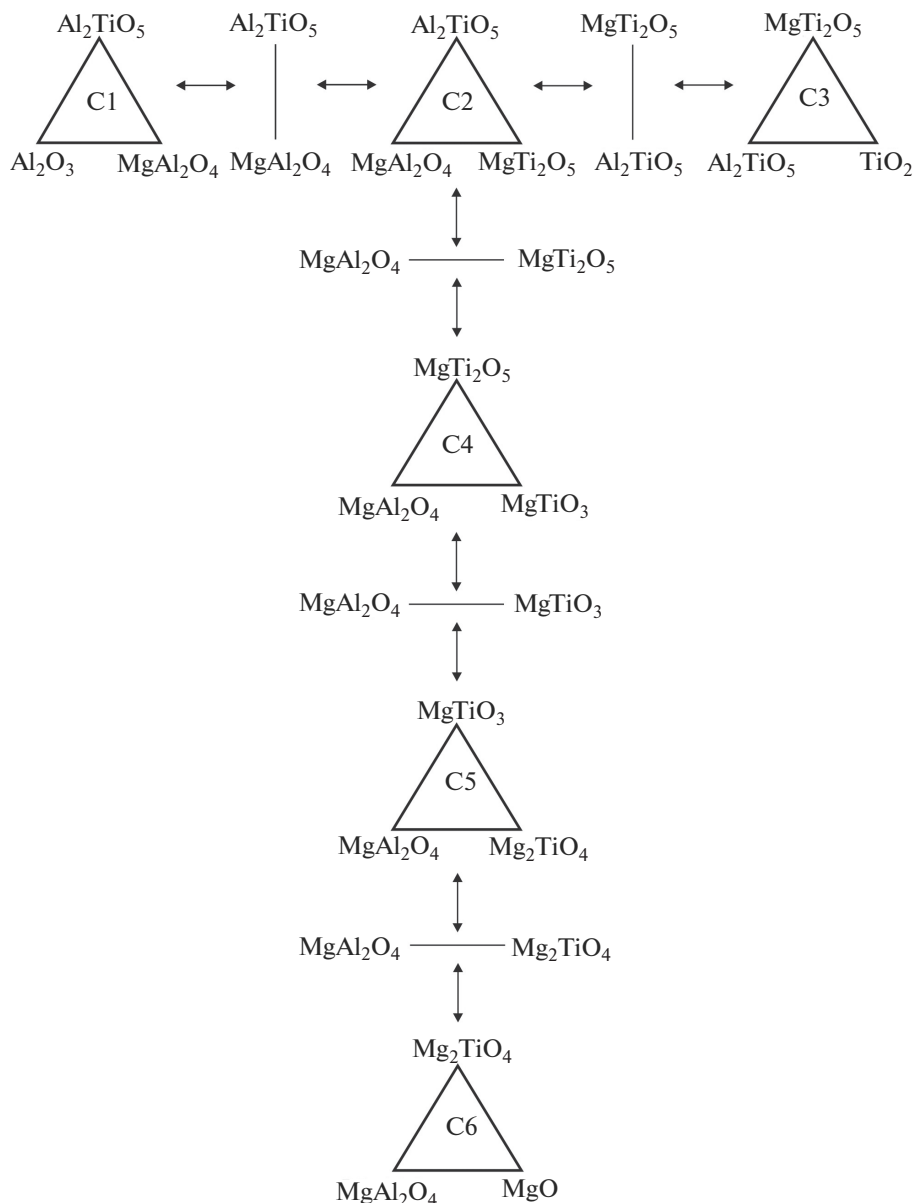 Al₂TiO₅ Al₂TiO₅ Al₂TiO₅ MgTi₂O₅ MgTi₂O₅
C1 C2 C3
Al₂O₃ MgAl₂O₄ MgAl₂O₄ MgAl₂O₄ MgTi₂O₅ Al₂TiO₅ Al₂TiO₅ TiO₂
MgAl₂O₄ MgTi₂O₅
MgTi₂O₅
C4
MgAl₂O₄ MgTiO₃
MgAl₂O₄ MgTiO₃
MgTiO₃
C5
MgAl₂O₄ Mg₂TiO₄
MgAl₂O₄ Mg₂TiO₄
Mg₂TiO₄
C6
MgAl₂O₄ MgO